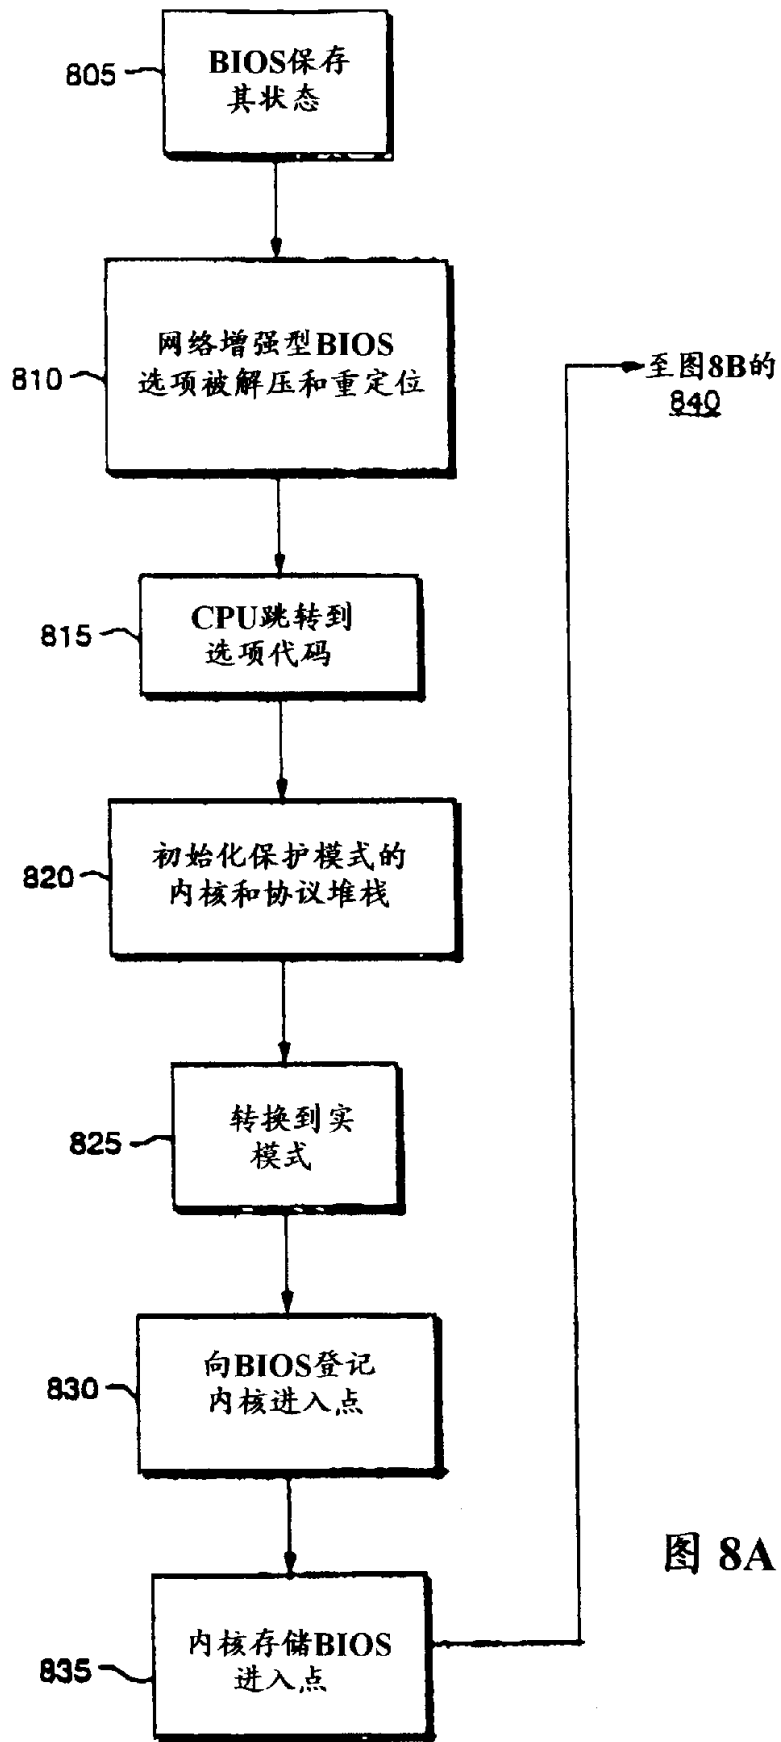 805
BIOS保存
其状态
810
网络增强型BIOS
选项被解压和重定位
815
CPU跳转到
选项代码
820
初始化保护模式的
内核和协议堆栈
825
转换到实
模式
830
向BIOS登记
内核进入点
835
内核存储BIOS
进入点
至图8B的
840
图 8A